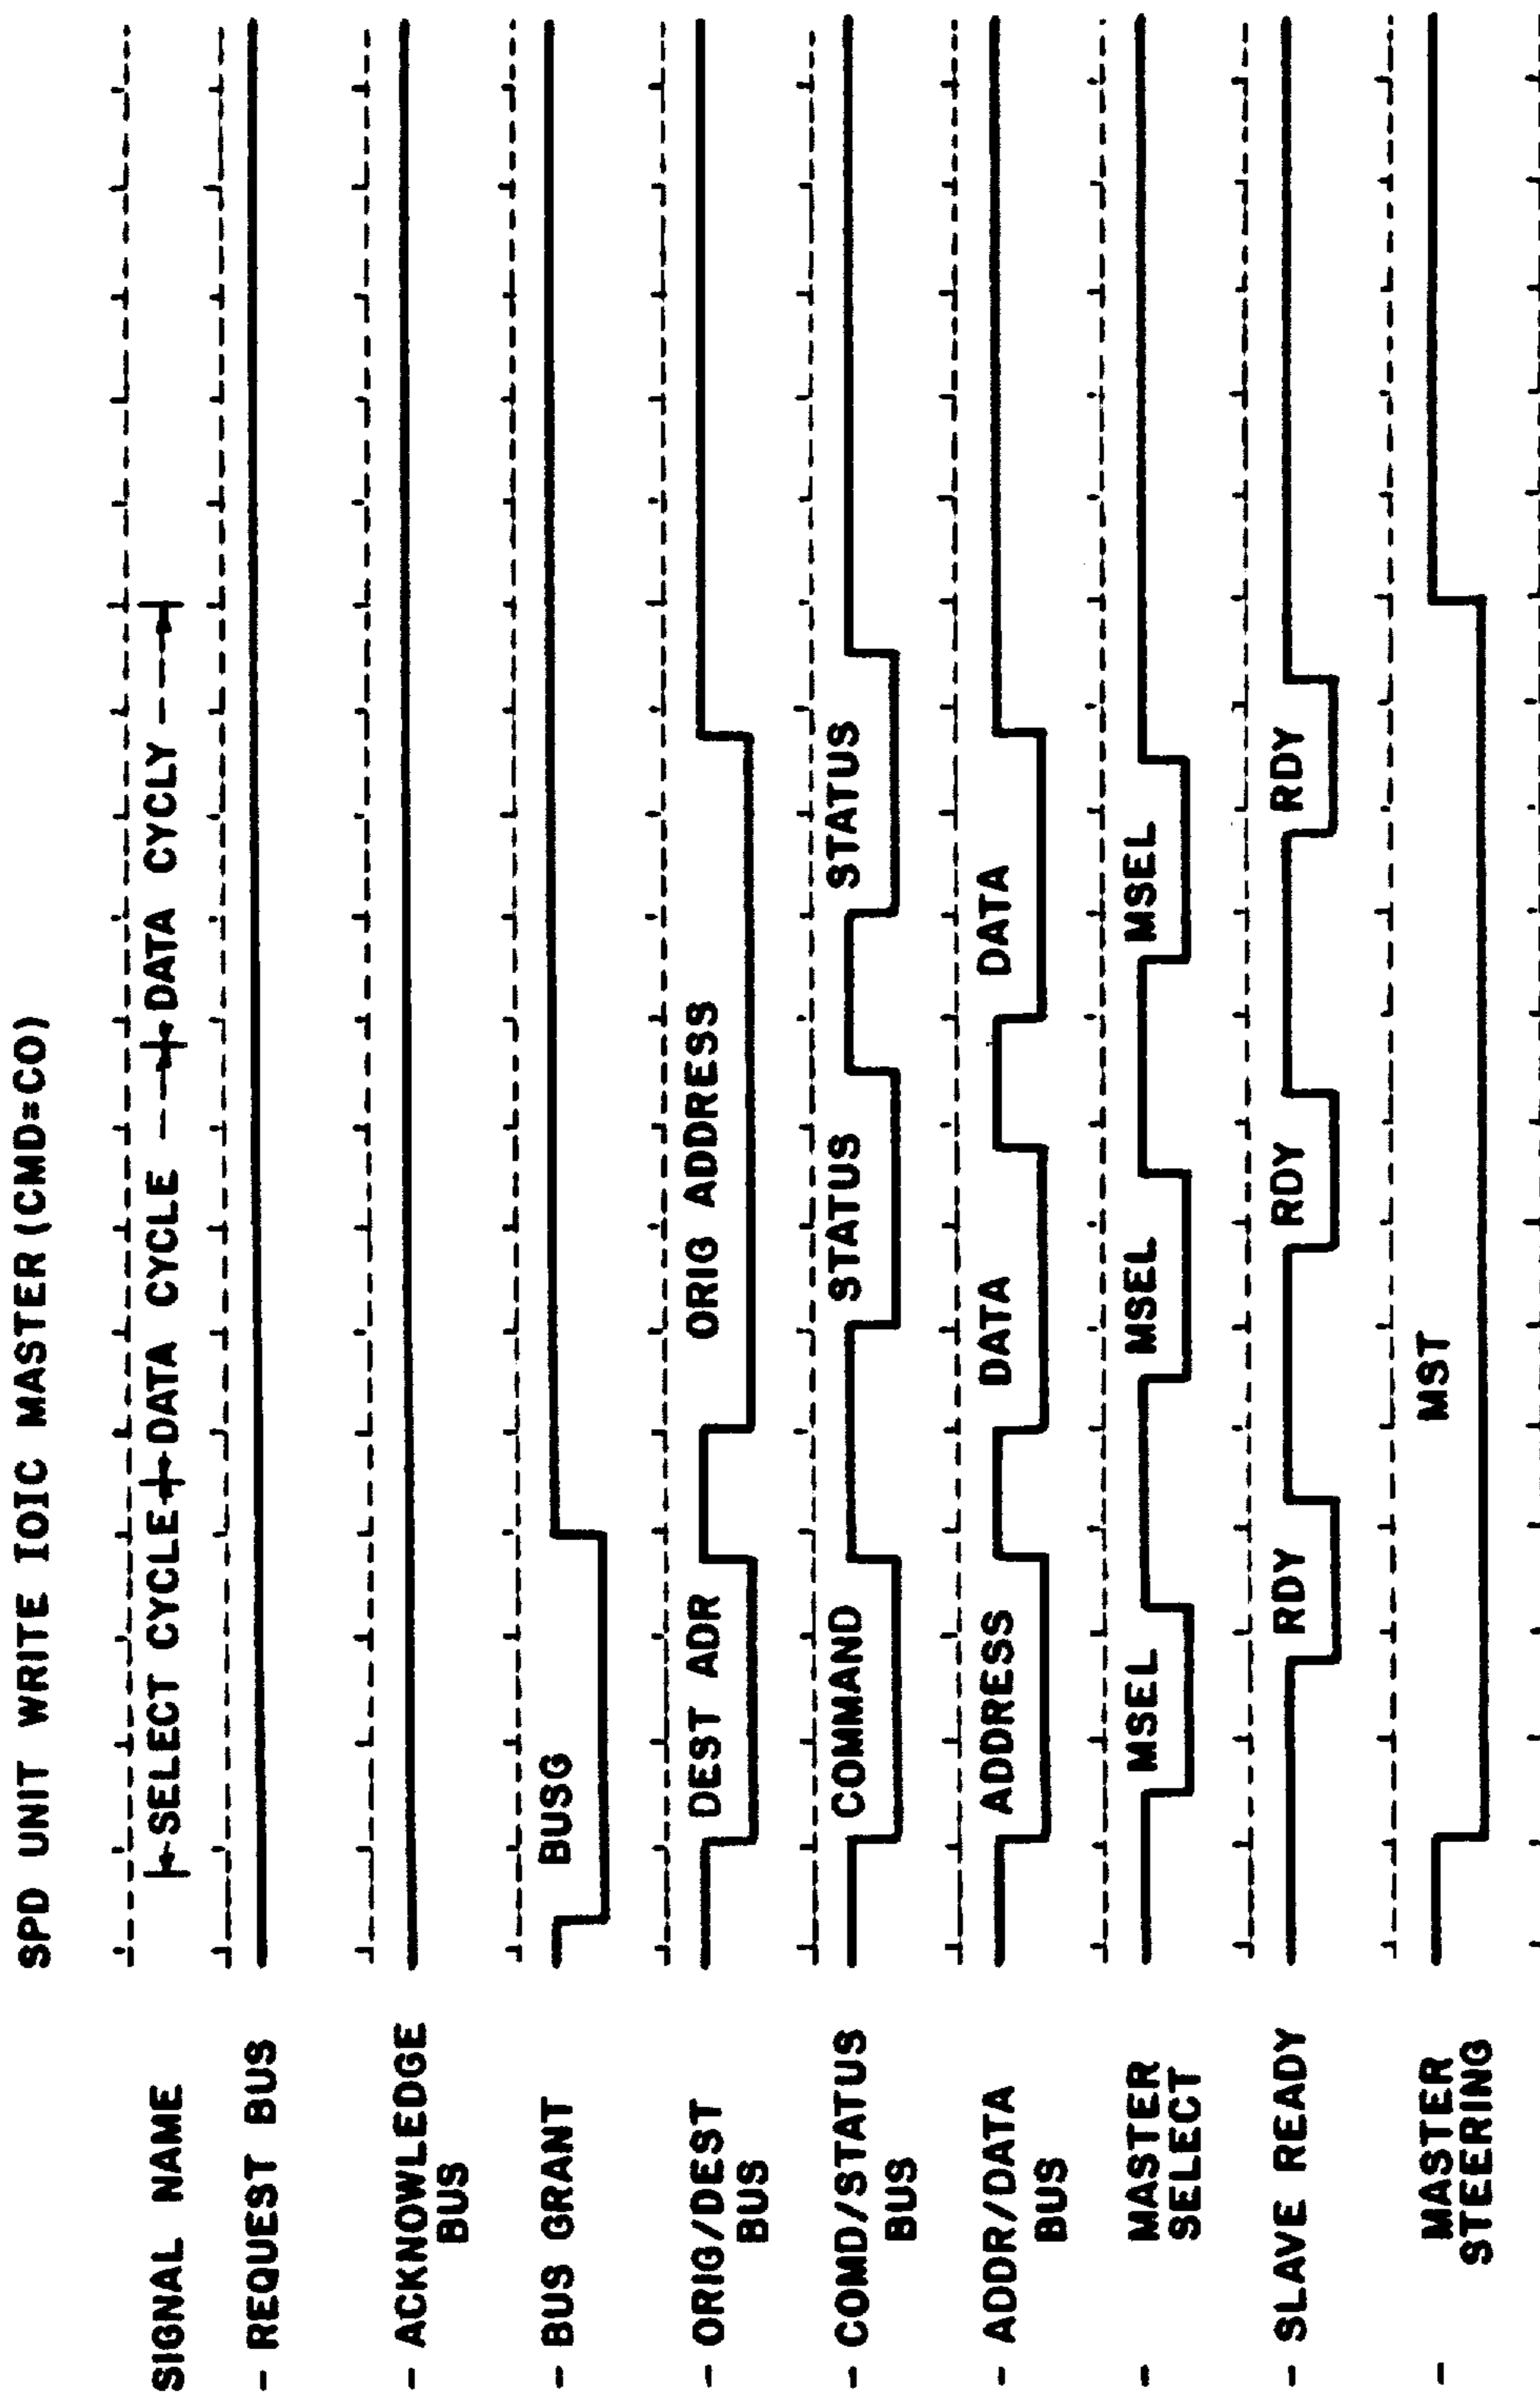 SPD UNIT WRITE IOIC MASTER (CMD=CO)
SIGNAL NAME
SELECT CYCLE DATA CYCLE DATA CYCLY
- REQUEST BUS
- ACKNOWLEDGE
BUS
- BUS GRANT
BUSG
- ORIG/DEST
BUS
DEST ADR ORIG ADDRESS
- COMD/STATUS
BUS
COMMAND STATUS STATUS
- ADDR/DATA
BUS
ADDRESS DATA DATA
- MASTER
SELECT
MSEL MSEL MSEL
- SLAVE READY
RDY RDY RDY
- MASTER
STEERING
MST